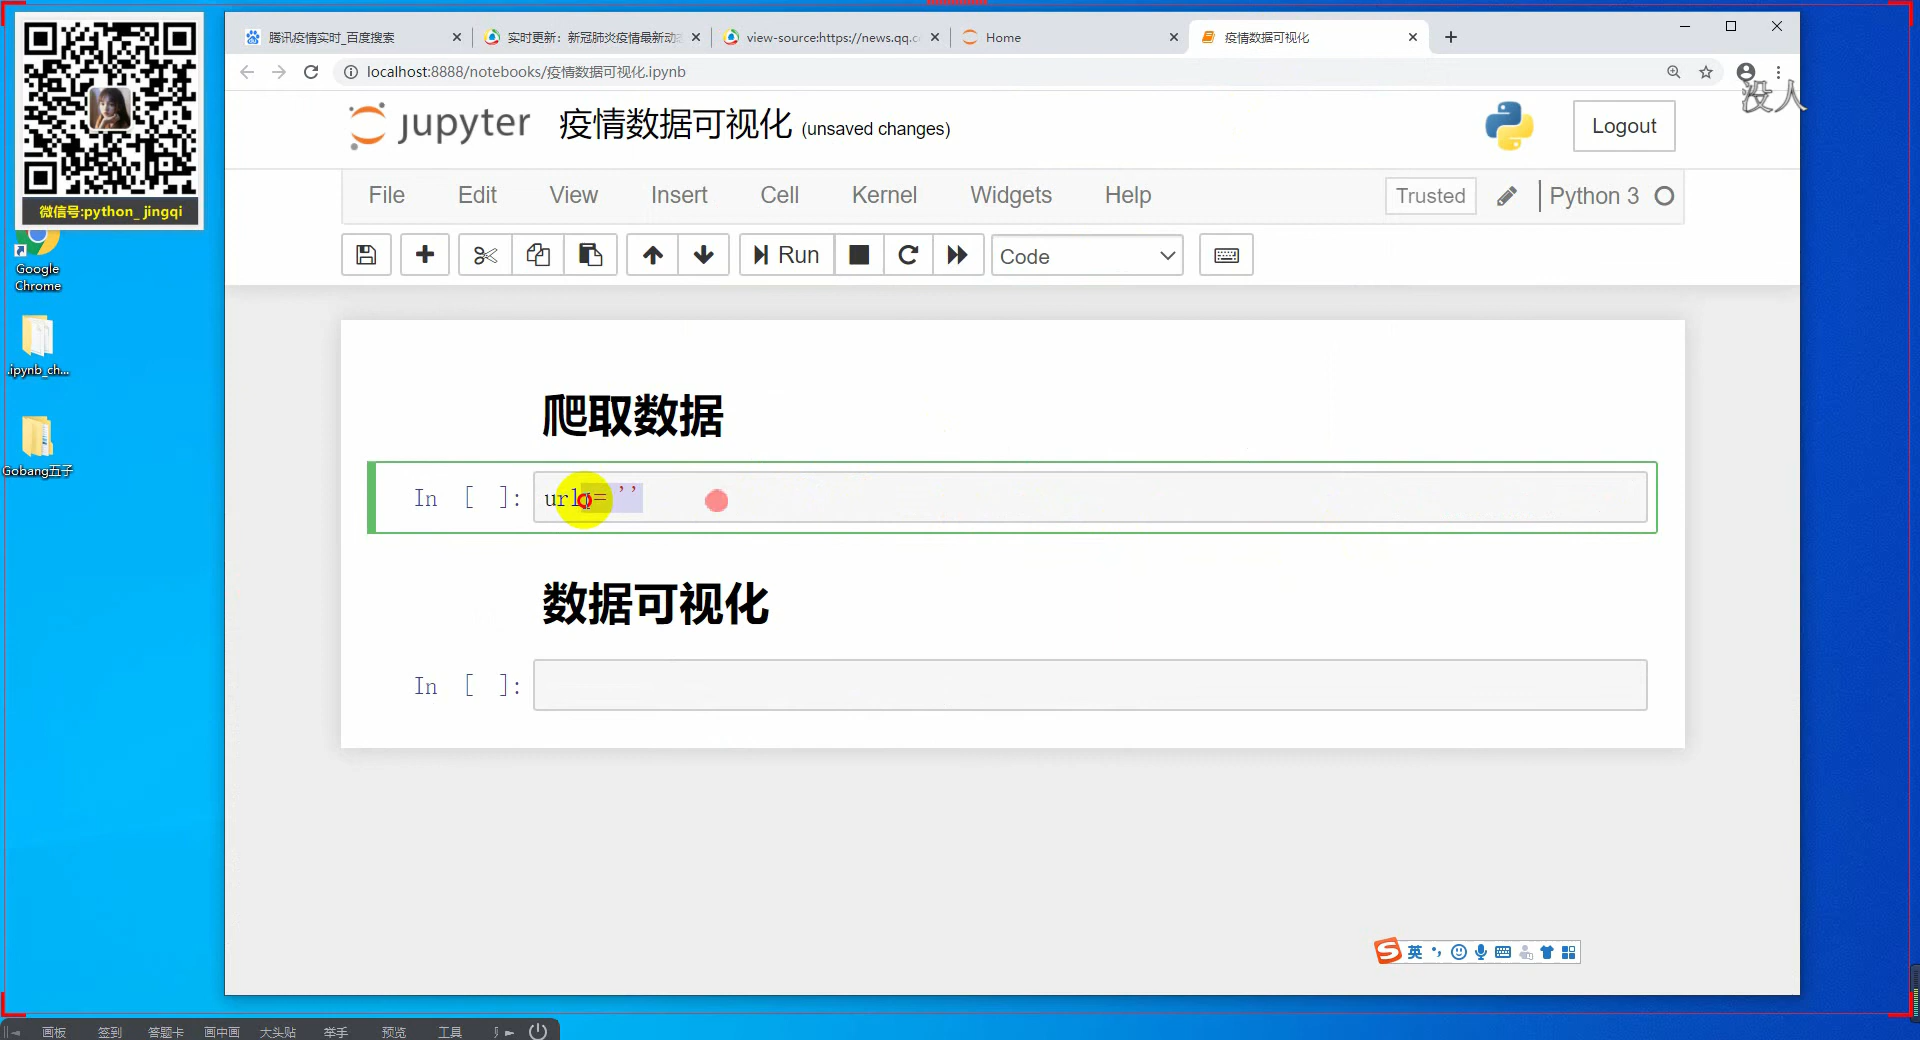 微信号:python_jingqi
Google
Chrome
.ipynb_ch...
Gobang五子
腾讯疫情实时_百度搜索
实时更新：新冠肺炎疫情最新动态
view-source:https://news.qq.c
Home
疫情数据可视化
localhost:8888/notebooks/疫情数据可视化.ipynb
没人
jupyter 疫情数据可视化 (unsaved changes)
Logout
File Edit View Insert Cell Kernel Widgets Help
Trusted Python 3
Run Code
爬取数据
In [ ]: url = ''
数据可视化
In [ ]:
英
画板 签到 答题卡 画中画 大头贴 举手 预览 工具